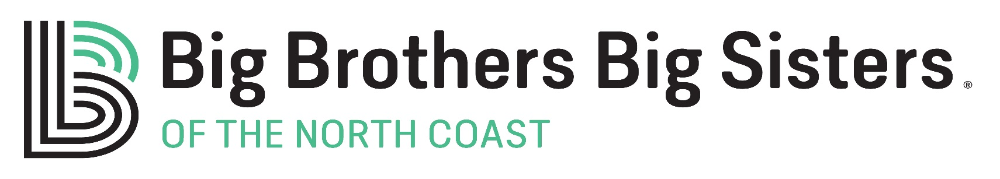 Big Brothers Big Sisters®
OF THE NORTH COAST